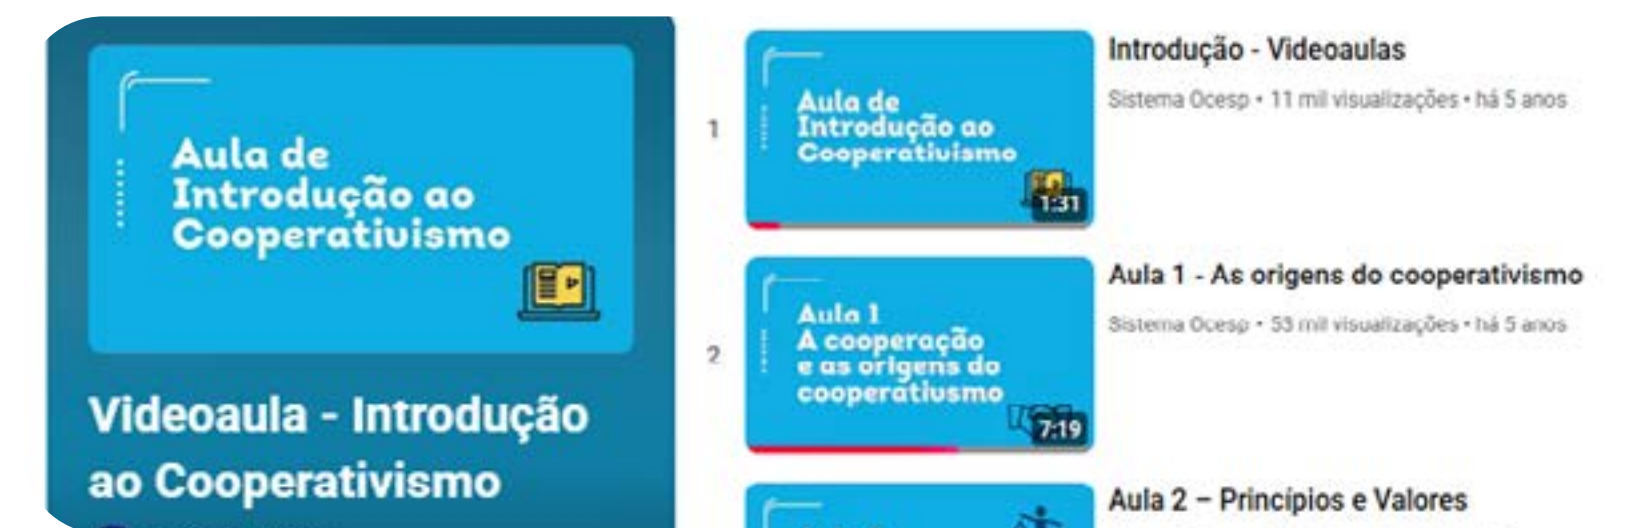 Aula de
Introdução ao
Cooperativismo
Videoaula - Introdução
ao Cooperativismo
1
Aula de
Introdução ao
Cooperativismo
1:31
Introdução - Videoaulas
Sistema Ocesp • 11 mil visualizações • há 5 anos
2
Aula 1
A cooperação
e as origens do
cooperatiusmo
7:19
Aula 1 - As origens do cooperativismo
Sistema Ocesp • 53 mil visualizações • há 5 anos
Aula 2 – Princípios e Valores